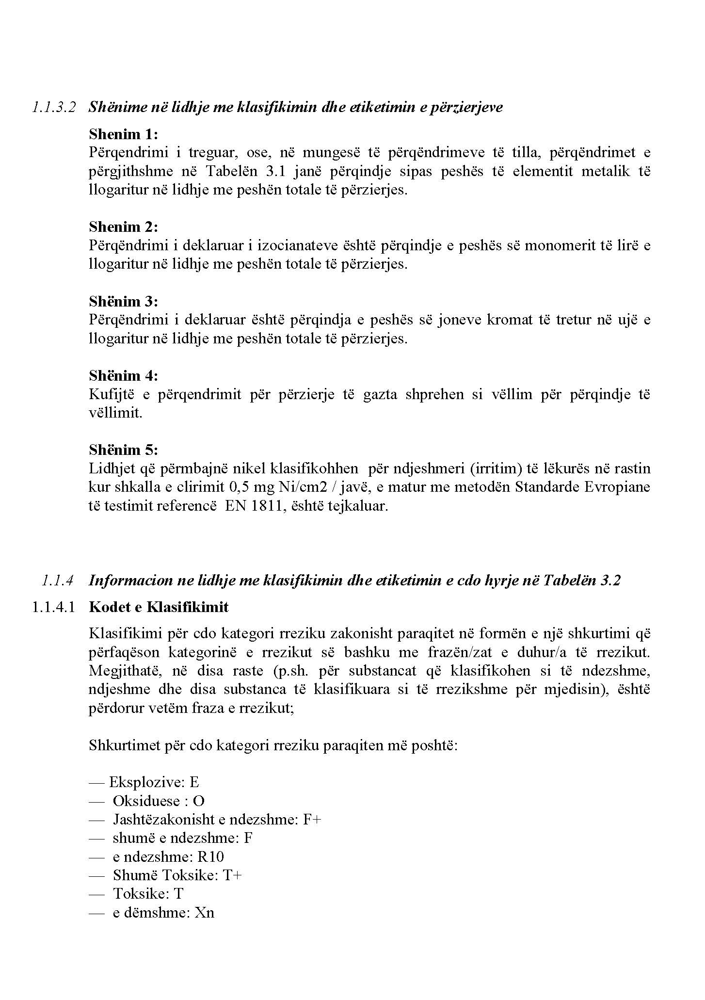 1.1.3.2 Shënime në lidhje me klasifikimin dhe etiketimin e përzierjeve
Shenim 1:
Përqendrimi i treguar, ose, në mungesë të përqëndrimeve të tilla, përqëndrimet e
përgjithshme në Tabelën 3.1 janë përqindje sipas peshës të elementit metalik të
llogaritur në lidhje me peshën totale të përzierjes.
Shenim 2:
Përqëndrimi i deklaruar i izocianateve është përqindje e peshës së monomerit të lirë e
llogaritur në lidhje me peshën totale të përzierjes.
Shënim 3:
Përqëndrimi i deklaruar është përqindja e peshës së joneve kromat të tretur në ujë e
llogaritur në lidhje me peshën totale të përzierjes.
Shënim 4:
Kufijtë e përqendrimit për përzierje të gazta shprehen si vëllim për përqindje të
vëllimit.
Shënim 5:
Lidhjet që përmbajnë nikel klasifikohhen për ndjeshmeri (irritim) të lëkurës në rastin
kur shkalla e clirimit 0,5 mg Ni/cm2 / javë, e matur me metodën Standarde Evropiane
të testimit referencë EN 1811, është tejkaluar.
1.1.4 Informacion ne lidhje me klasifikimin dhe etiketimin e cdo hyrje në Tabelën 3.2
1.1.4.1 Kodet e Klasifikimit
Klasifikimi për cdo kategori rreziku zakonisht paraqitet në formën e një shkurtimi që
përfaqëson kategorinë e rrezikut së bashku me frazën/zat e duhur/a të rrezikut.
Megjithatë, në disa raste (p.sh. për substancat që klasifikohen si të ndezshme,
ndjeshme dhe disa substanca të klasifikuara si të rrezikshme për mjedisin), është
përdorur vetëm fraza e rrezikut;
Shkurtimet për cdo kategori rreziku paraqiten më poshtë:
— Eksplozive: E
— Oksiduese : O
— Jashtëzakonisht e ndezshme: F+
— shumë e ndezshme: F
— e ndezshme: R10
— Shumë Toksike: T+
— Toksike: T
— e dëmshme: Xn